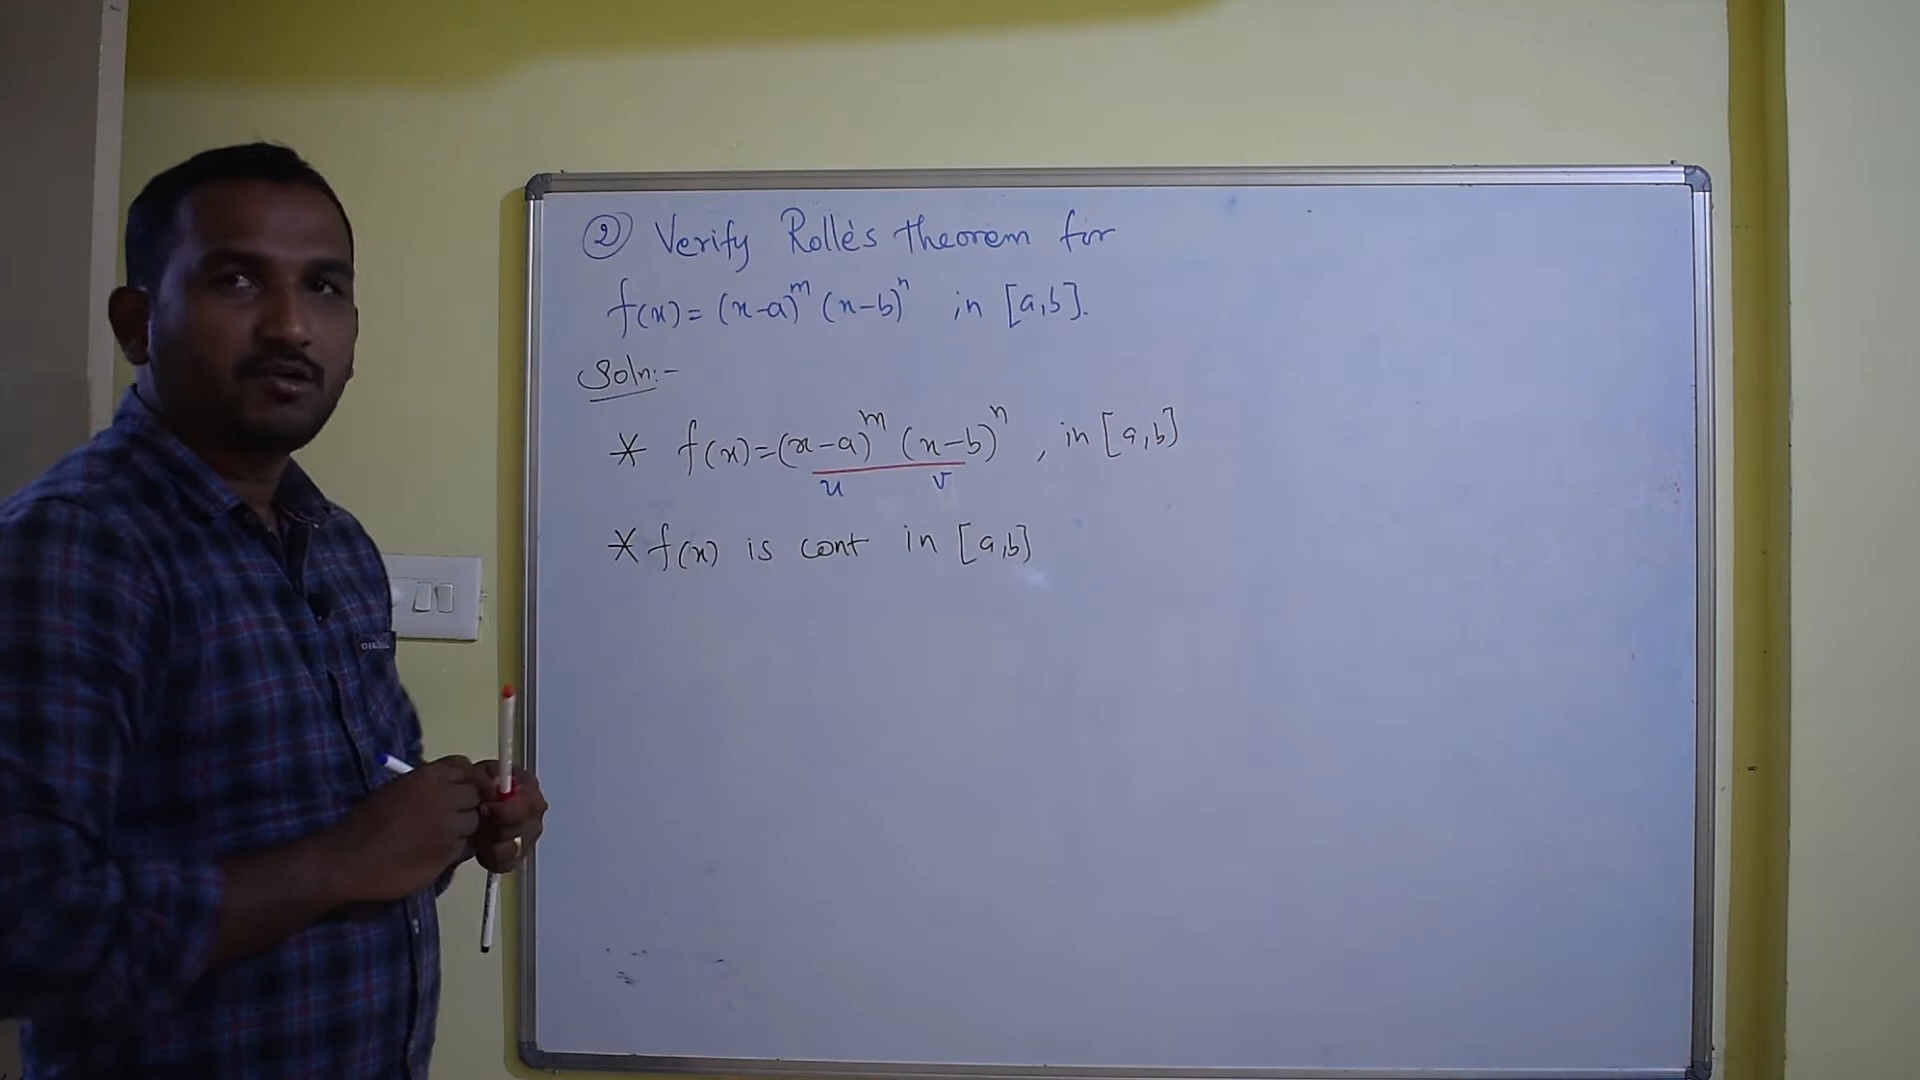 ② Verify Rolle's theorem for
f(x) = (x-a)^m (x-b)^n in [a,b].
Soln:-
* f(x) = (x-a)^m (x-b)^n , in [a,b]
u v
* f(x) is cont in [a,b]